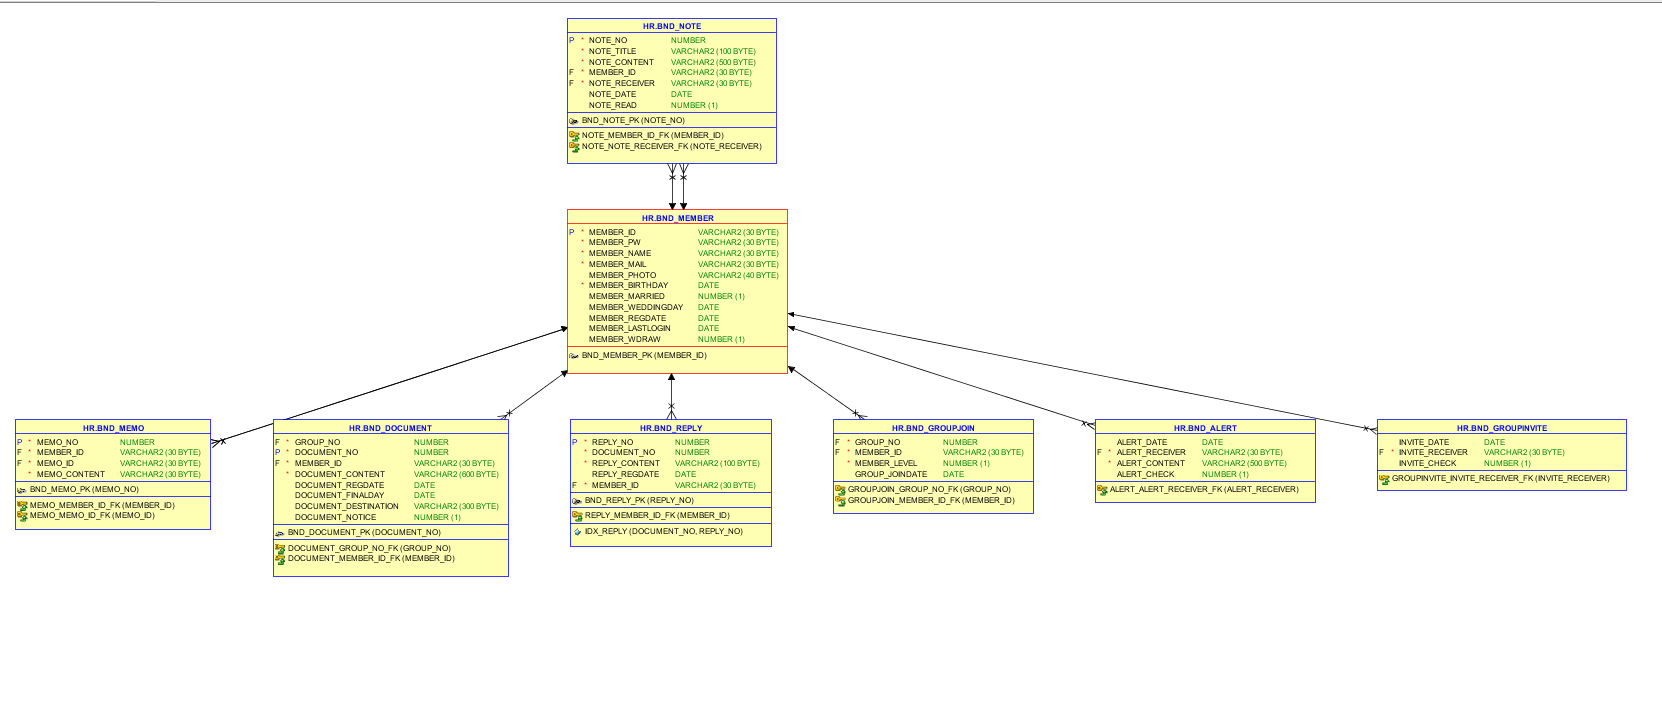 HR.BND_NOTE
P * NOTE_NO NUMBER
* NOTE_TITLE VARCHAR2 (100 BYTE)
* NOTE_CONTENT VARCHAR2 (500 BYTE)
F * MEMBER_ID VARCHAR2 (30 BYTE)
F * NOTE_RECEIVER VARCHAR2 (30 BYTE)
NOTE_DATE DATE
NOTE_READ NUMBER (1)
BND_NOTE_PK (NOTE_NO)
NOTE_MEMBER_ID_FK (MEMBER_ID)
NOTE_NOTE_RECEIVER_FK (NOTE_RECEIVER)
HR.BND_MEMBER
P * MEMBER_ID VARCHAR2 (30 BYTE)
* MEMBER_PW VARCHAR2 (30 BYTE)
* MEMBER_NAME VARCHAR2 (30 BYTE)
* MEMBER_MAIL VARCHAR2 (30 BYTE)
MEMBER_PHOTO VARCHAR2 (40 BYTE)
* MEMBER_BIRTHDAY DATE
MEMBER_MARRIED NUMBER (1)
MEMBER_WEDDINGDAY DATE
MEMBER_REGDATE DATE
MEMBER_LASTLOGIN DATE
MEMBER_WDRAW NUMBER (1)
BND_MEMBER_PK (MEMBER_ID)
HR.BND_MEMO
P * MEMO_NO NUMBER
F * MEMBER_ID VARCHAR2 (30 BYTE)
F * MEMO_ID VARCHAR2 (30 BYTE)
* MEMO_CONTENT VARCHAR2 (30 BYTE)
BND_MEMO_PK (MEMO_NO)
MEMO_MEMBER_ID_FK (MEMBER_ID)
MEMO_MEMO_ID_FK (MEMO_ID)
HR.BND_DOCUMENT
F * GROUP_NO NUMBER
P * DOCUMENT_NO NUMBER
F * MEMBER_ID VARCHAR2 (30 BYTE)
* DOCUMENT_CONTENT VARCHAR2 (600 BYTE)
DOCUMENT_REGDATE DATE
DOCUMENT_FINALDAY DATE
DOCUMENT_DESTINATION VARCHAR2 (300 BYTE)
DOCUMENT_NOTICE NUMBER (1)
BND_DOCUMENT_PK (DOCUMENT_NO)
DOCUMENT_GROUP_NO_FK (GROUP_NO)
DOCUMENT_MEMBER_ID_FK (MEMBER_ID)
HR.BND_REPLY
P * REPLY_NO NUMBER
* DOCUMENT_NO NUMBER
* REPLY_CONTENT VARCHAR2 (100 BYTE)
REPLY_REGDATE DATE
F * MEMBER_ID VARCHAR2 (30 BYTE)
BND_REPLY_PK (REPLY_NO)
REPLY_MEMBER_ID_FK (MEMBER_ID)
IDX_REPLY (DOCUMENT_NO, REPLY_NO)
HR.BND_GROUPJOIN
F * GROUP_NO NUMBER
F * MEMBER_ID VARCHAR2 (30 BYTE)
* MEMBER_LEVEL NUMBER (1)
GROUP_JOINDATE DATE
GROUPJOIN_GROUP_NO_FK (GROUP_NO)
GROUPJOIN_MEMBER_ID_FK (MEMBER_ID)
HR.BND_ALERT
ALERT_DATE DATE
F * ALERT_RECEIVER VARCHAR2 (30 BYTE)
* ALERT_CONTENT VARCHAR2 (500 BYTE)
ALERT_CHECK NUMBER (1)
ALERT_ALERT_RECEIVER_FK (ALERT_RECEIVER)
HR.BND_GROUPINVITE
INVITE_DATE DATE
F * INVITE_RECEIVER VARCHAR2 (30 BYTE)
INVITE_CHECK NUMBER (1)
GROUPINVITE_INVITE_RECEIVER_FK (INVITE_RECEIVER)